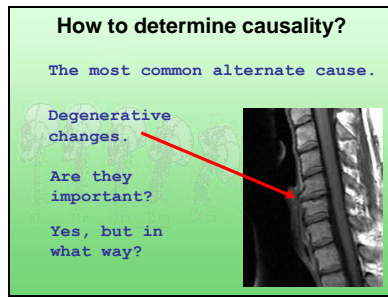 How to determine causality?
The most common alternate cause.
Degenerative
changes.
Are they
important?
Yes, but in
what way?